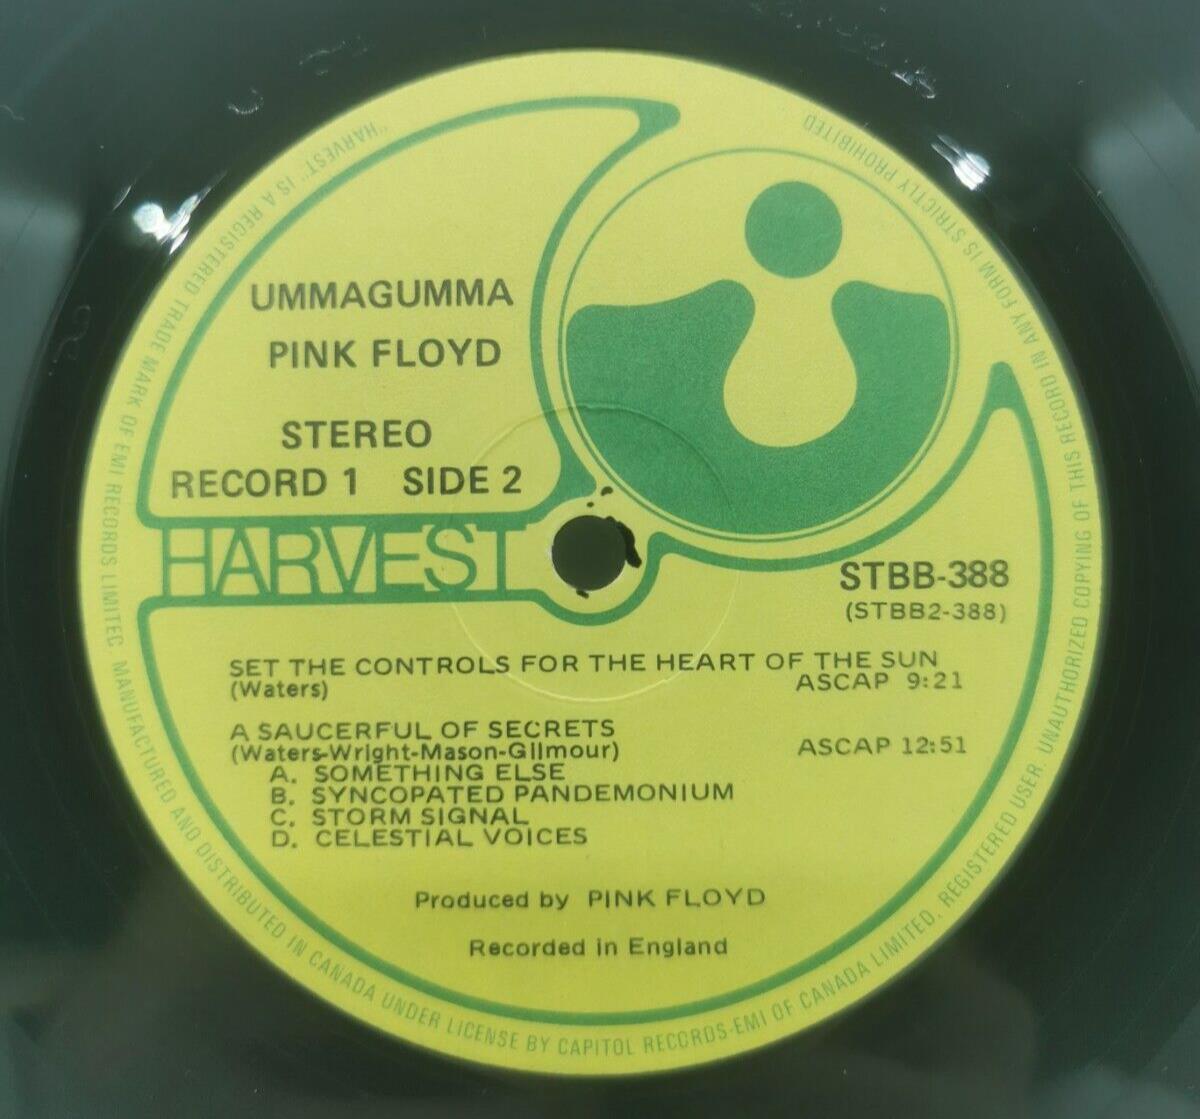 UMMAGUMMA
PINK FLOYD
STEREO
RECORD 1 SIDE 2
HARVEST
STBB-388
(STBB2-388)
SET THE CONTROLS FOR THE HEART OF THE SUN
(Waters) ASCAP 9:21
A SAUCERFUL OF SECRETS
(Waters-Wright-Mason-Gilmour) ASCAP 12:51
A. SOMETHING ELSE
B. SYNCOPATED PANDEMONIUM
C. STORM SIGNAL
D. CELESTIAL VOICES
Produced by PINK FLOYD
Recorded in England
"HARVEST" IS A REGISTERED TRADE MARK OF EMI RECORDS LIMITED MANUFACTURED AND DISTRIBUTED IN CANADA UNDER LICENSE BY CAPITOL RECORDS-EMI OF CANADA LIMITED, REGISTERED USER. UNAUTHORIZED COPYING OF THIS RECORD IN ANY FORM IS STRICTLY PROHIBITED